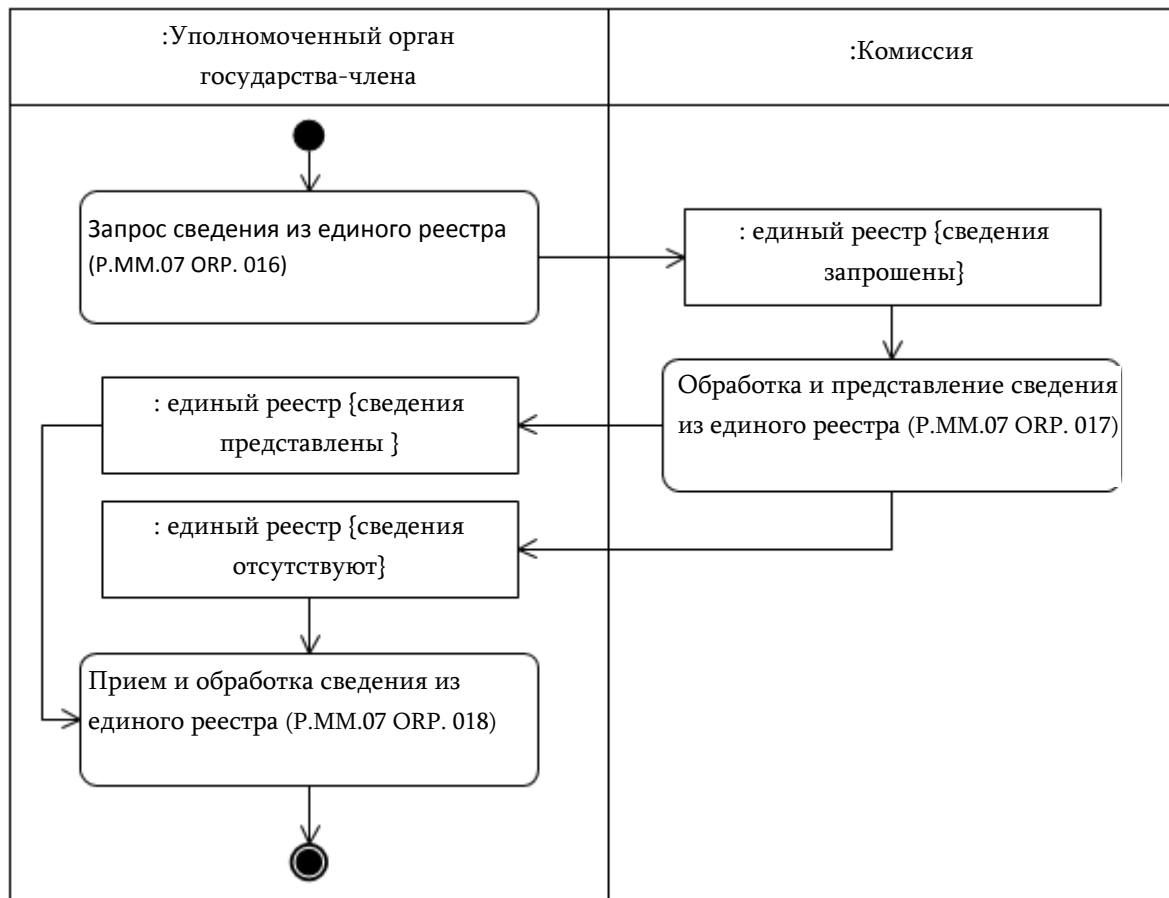 :Уполномоченный орган
государства-члена
:Комиссия
Запрос сведения из единого реестра
(P.MM.07 ORP. 016)
: единый реестр {сведения
запрошены}
Обработка и представление сведения
из единого реестра (P.MM.07 ORP. 017)
: единый реестр {сведения
представлены }
: единый реестр {сведения
отсутствуют}
Прием и обработка сведения из
единого реестра (P.MM.07 ORP. 018)